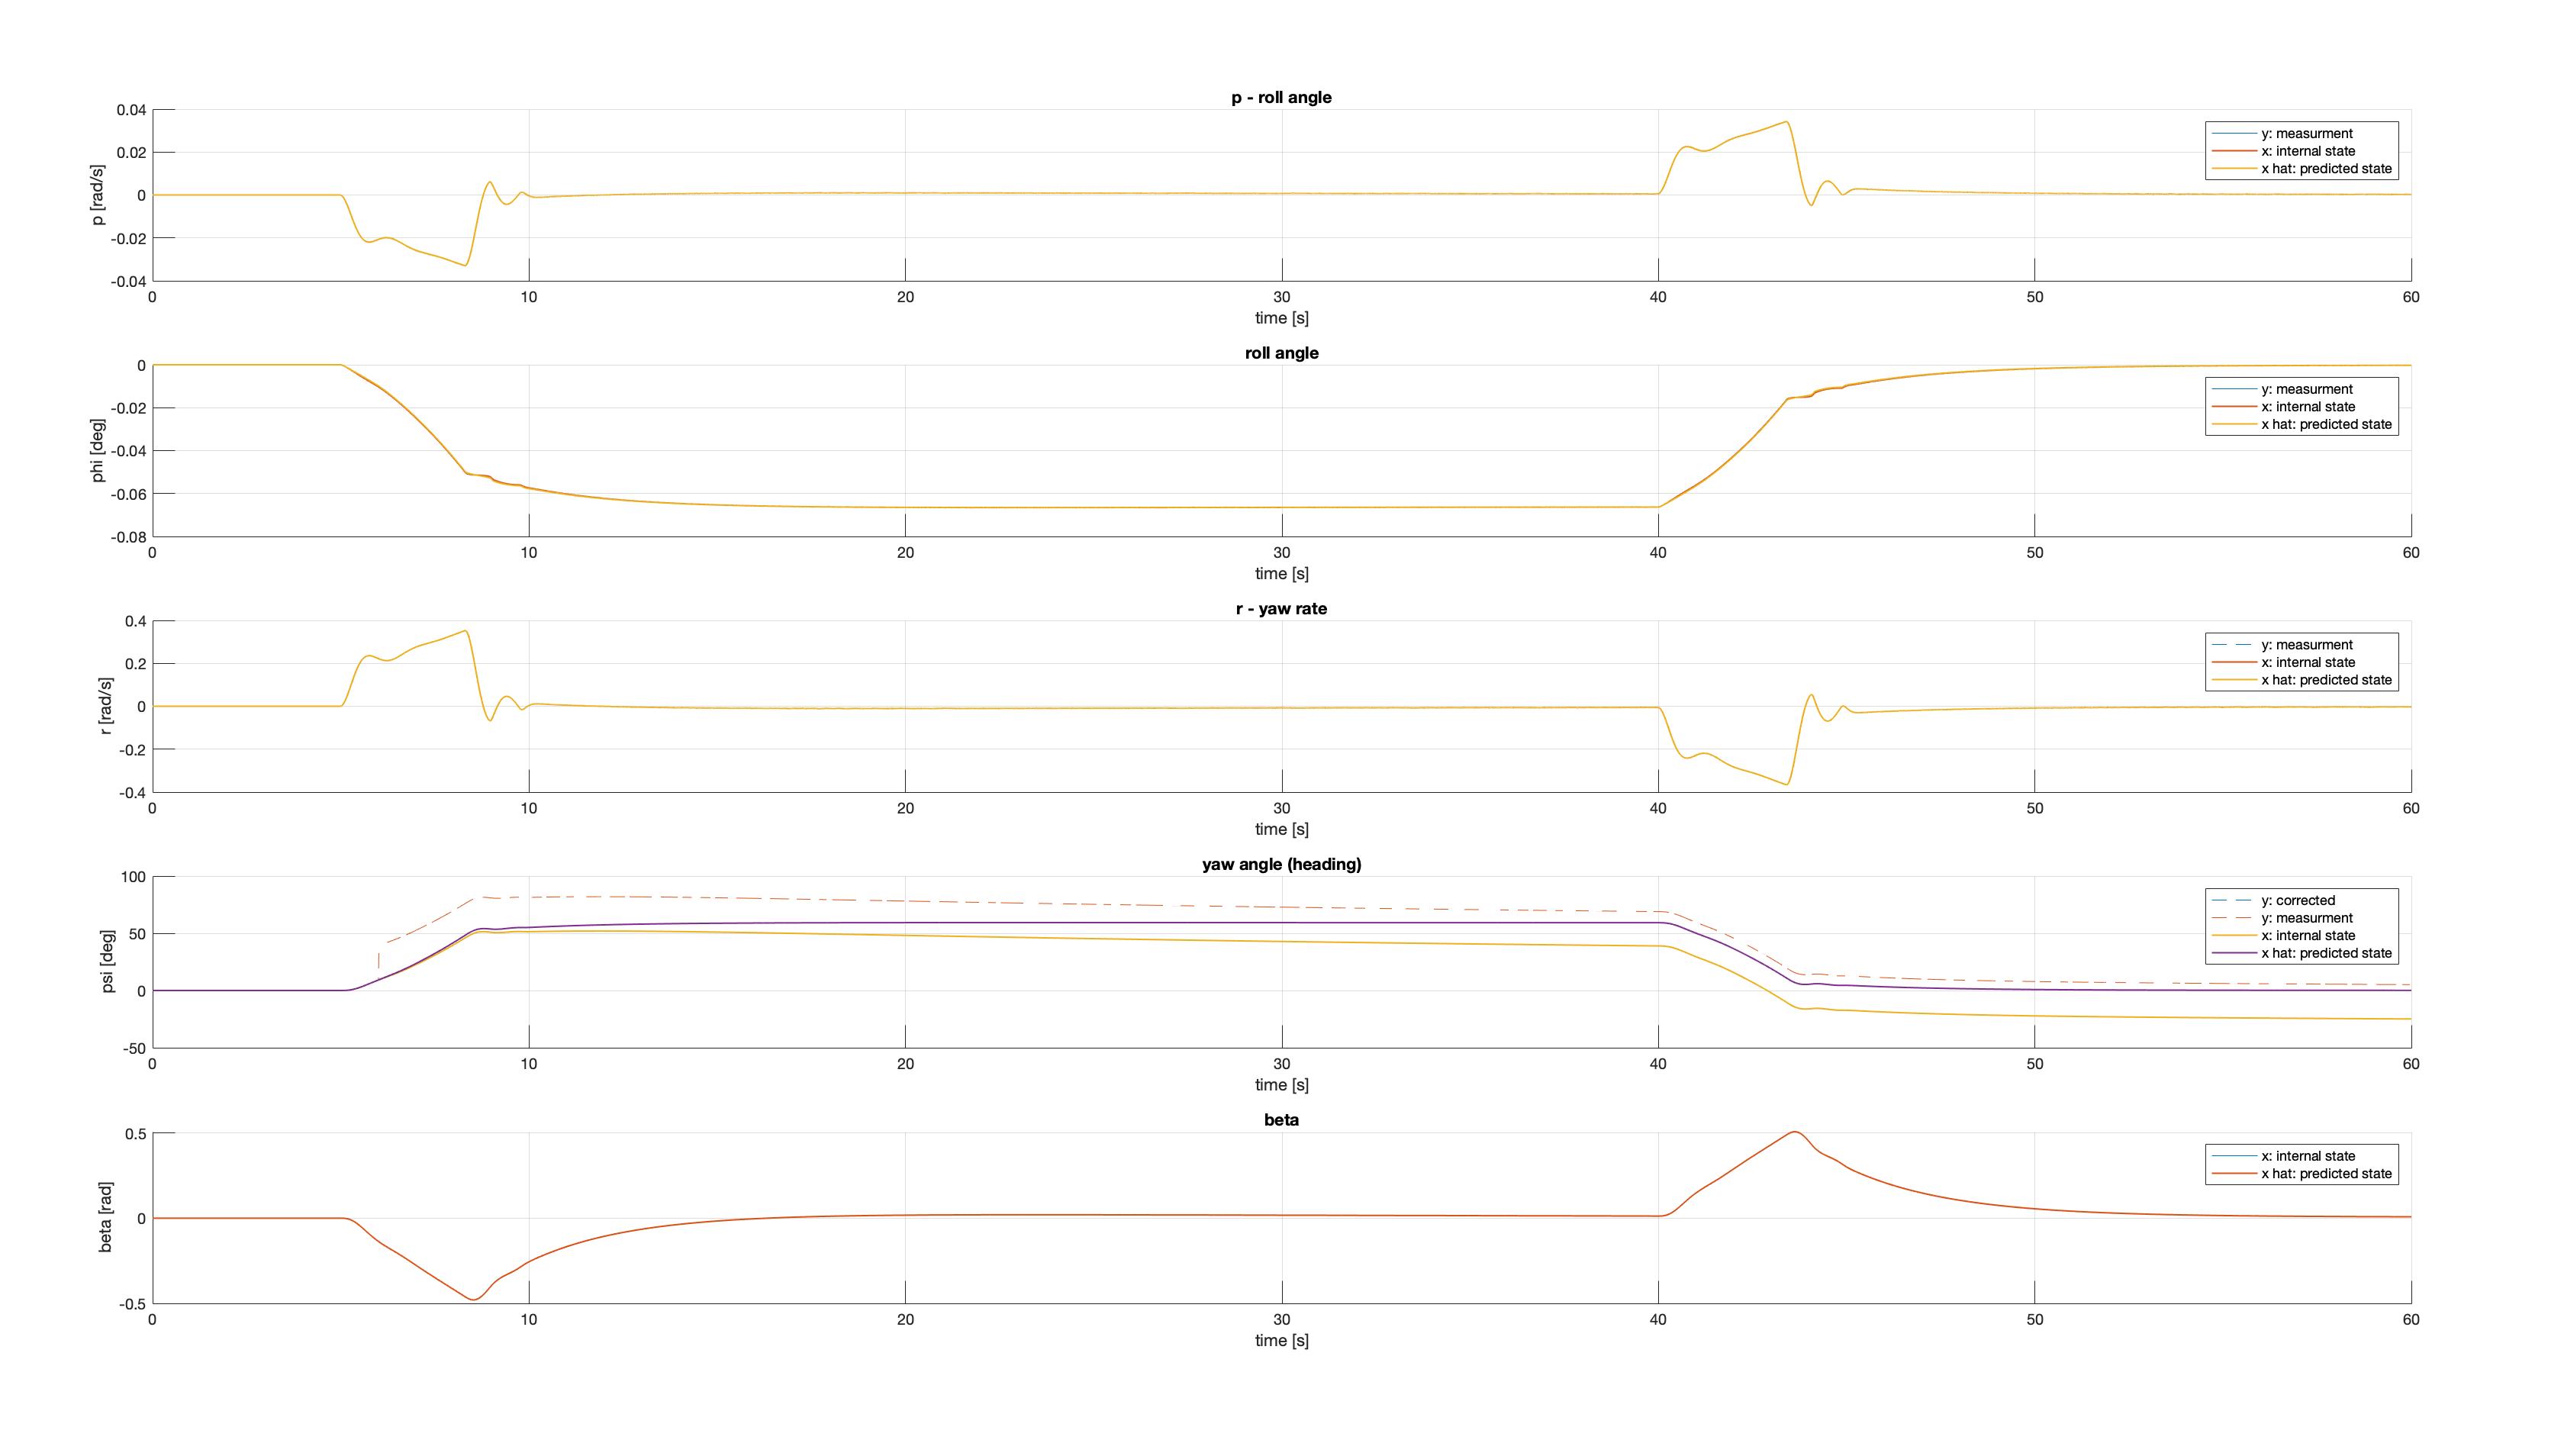 p - roll angle
0.04
0.02
0
-0.02
-0.04
p [rad/s]
y: measurment
x: internal state
x hat: predicted state
0 10 20 30 40 50 60
time [s]
roll angle
0
-0.02
-0.04
-0.06
-0.08
phi [deg]
y: measurment
x: internal state
x hat: predicted state
0 10 20 30 40 50 60
time [s]
r - yaw rate
0.4
0.2
0
-0.2
-0.4
r [rad/s]
y: measurment
x: internal state
x hat: predicted state
0 10 20 30 40 50 60
time [s]
yaw angle (heading)
100
50
0
-50
psi [deg]
y: corrected
y: measurment
x: internal state
x hat: predicted state
0 10 20 30 40 50 60
time [s]
beta
0.5
0
-0.5
beta [rad]
x: internal state
x hat: predicted state
0 10 20 30 40 50 60
time [s]